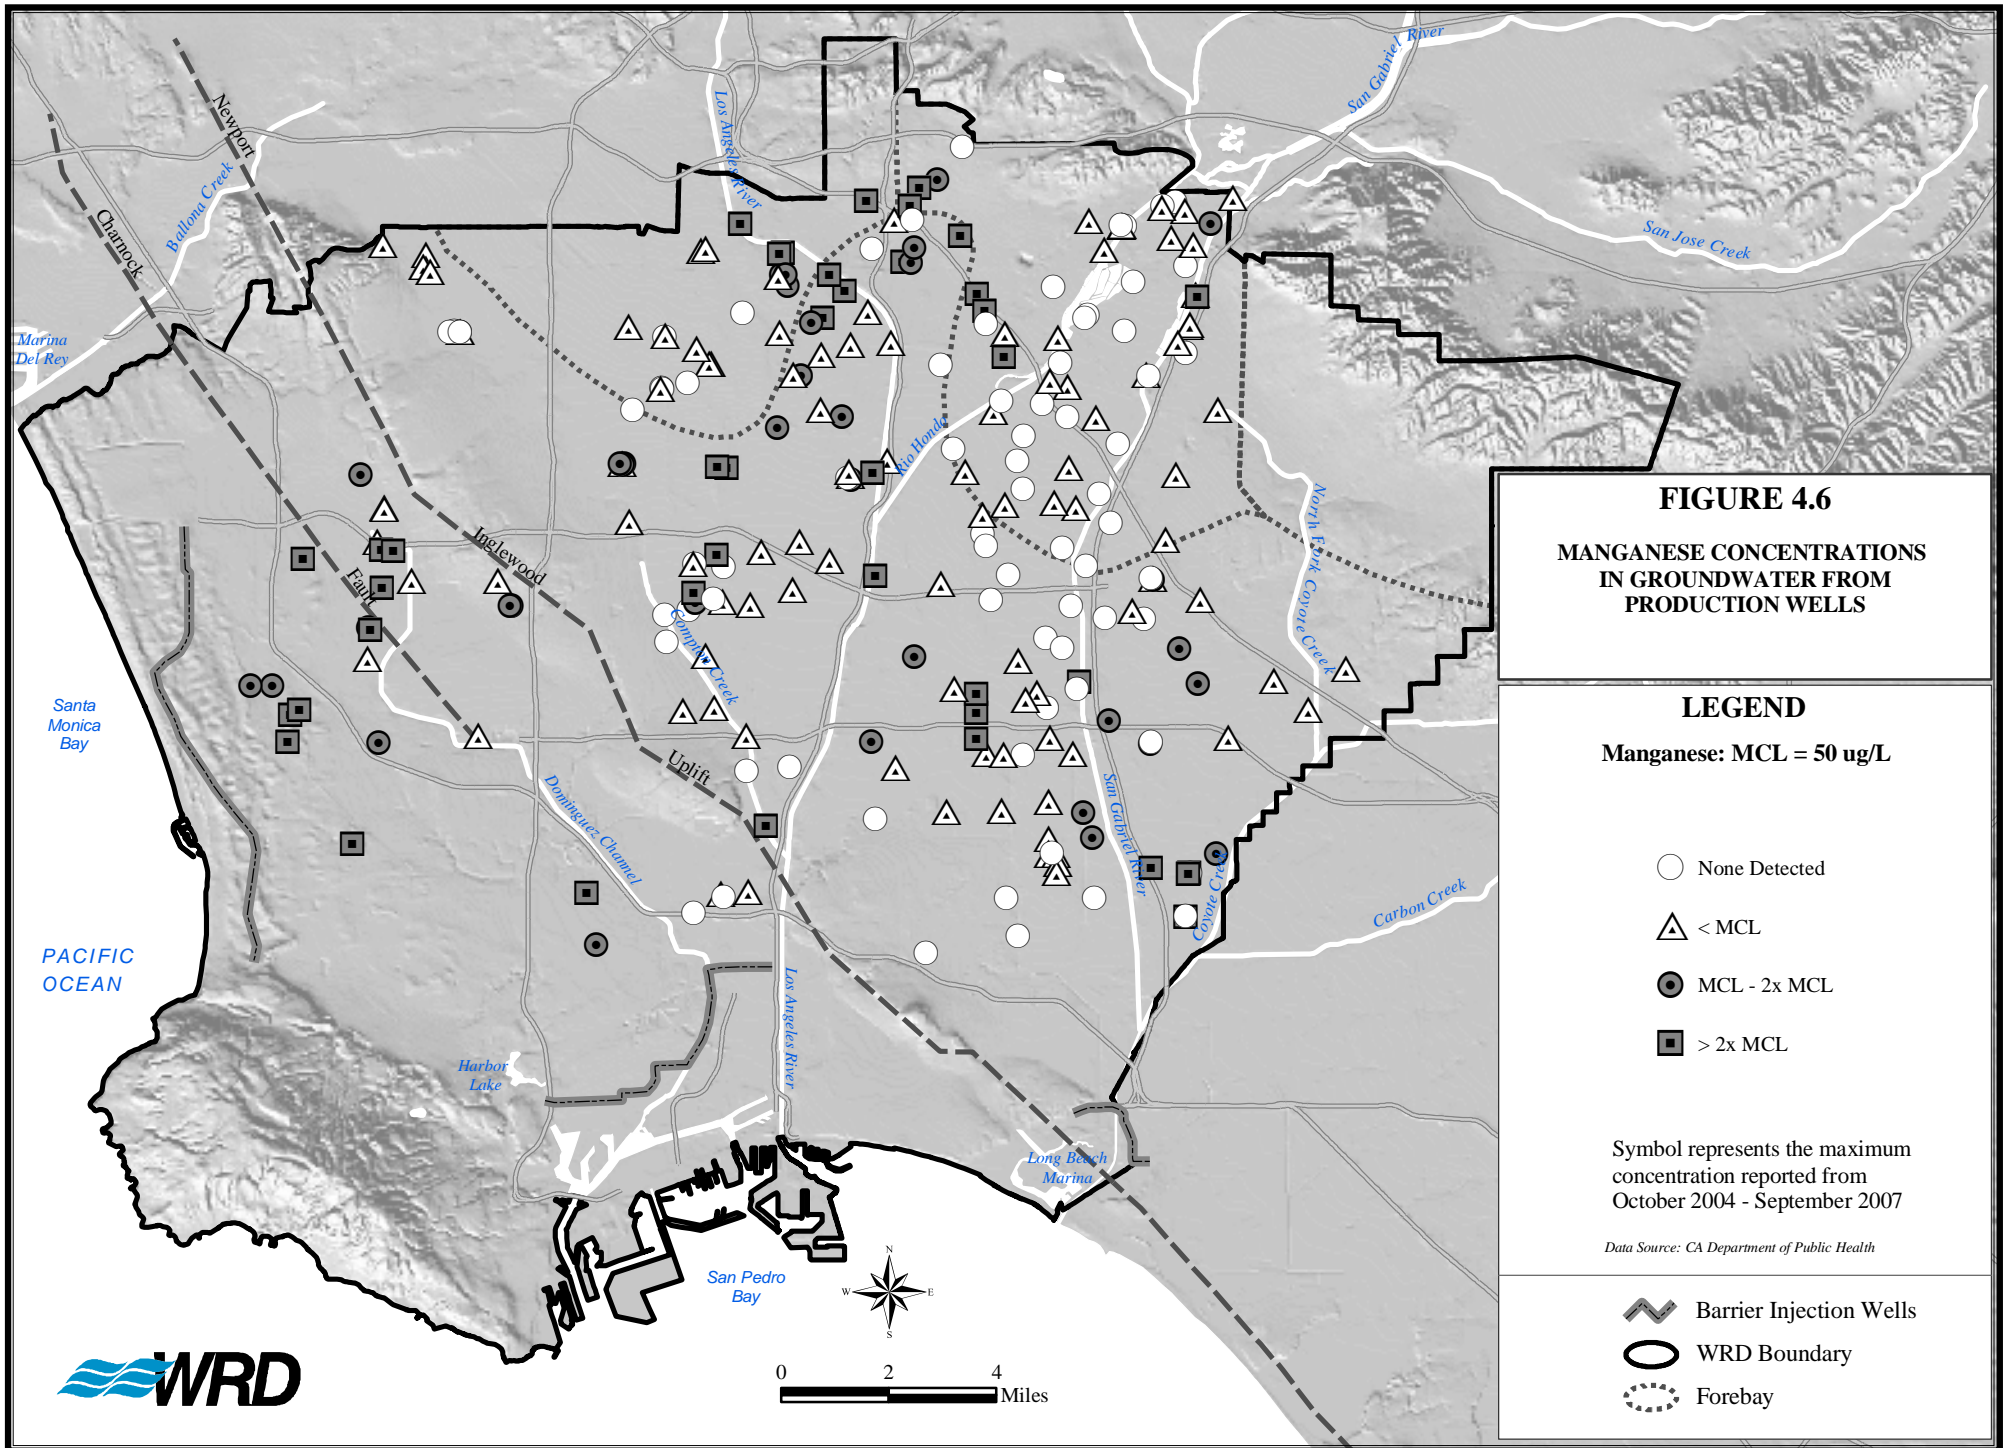 San Gabriel River
Los Angeles River
Newport
Ballona Creek
Charnock
San Jose Creek
Marina
Del Rey
Rio Hondo
North Fork Coyote Creek
FIGURE 4.6
MANGANESE CONCENTRATIONS
IN GROUNDWATER FROM
PRODUCTION WELLS
Inglewood
Fault
Compton Creek
Santa
Monica
Bay
Uplift
Dominguez Channel
San Gabriel River
Coyote Creek
Carbon Creek
LEGEND
Manganese: MCL = 50 ug/L
None Detected
< MCL
MCL - 2x MCL
> 2x MCL
PACIFIC
OCEAN
Los Angeles River
Harbor
Lake
Long Beach
Marina
Symbol represents the maximum
concentration reported from
October 2004 - September 2007
Data Source: CA Department of Public Health
San Pedro
Bay
N
W
E
S
Barrier Injection Wells
WRD Boundary
Forebay
WRD
0 2 4
Miles